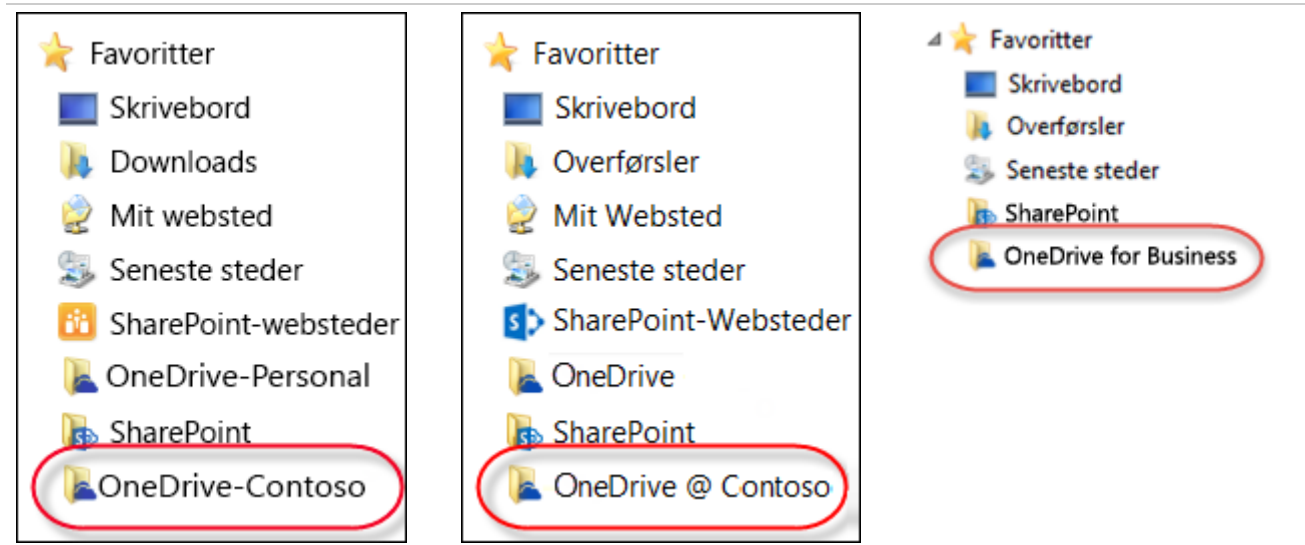 Favoritter
Skrivebord
Downloads
Mit websted
Seneste steder
SharePoint-websteder
OneDrive-Personal
SharePoint
OneDrive-Contoso
Favoritter
Skrivebord
Overførsler
Mit Websted
Seneste steder
SharePoint-Websteder
OneDrive
SharePoint
OneDrive @ Contoso
Favoritter
Skrivebord
Overførsler
Seneste steder
SharePoint
OneDrive for Business